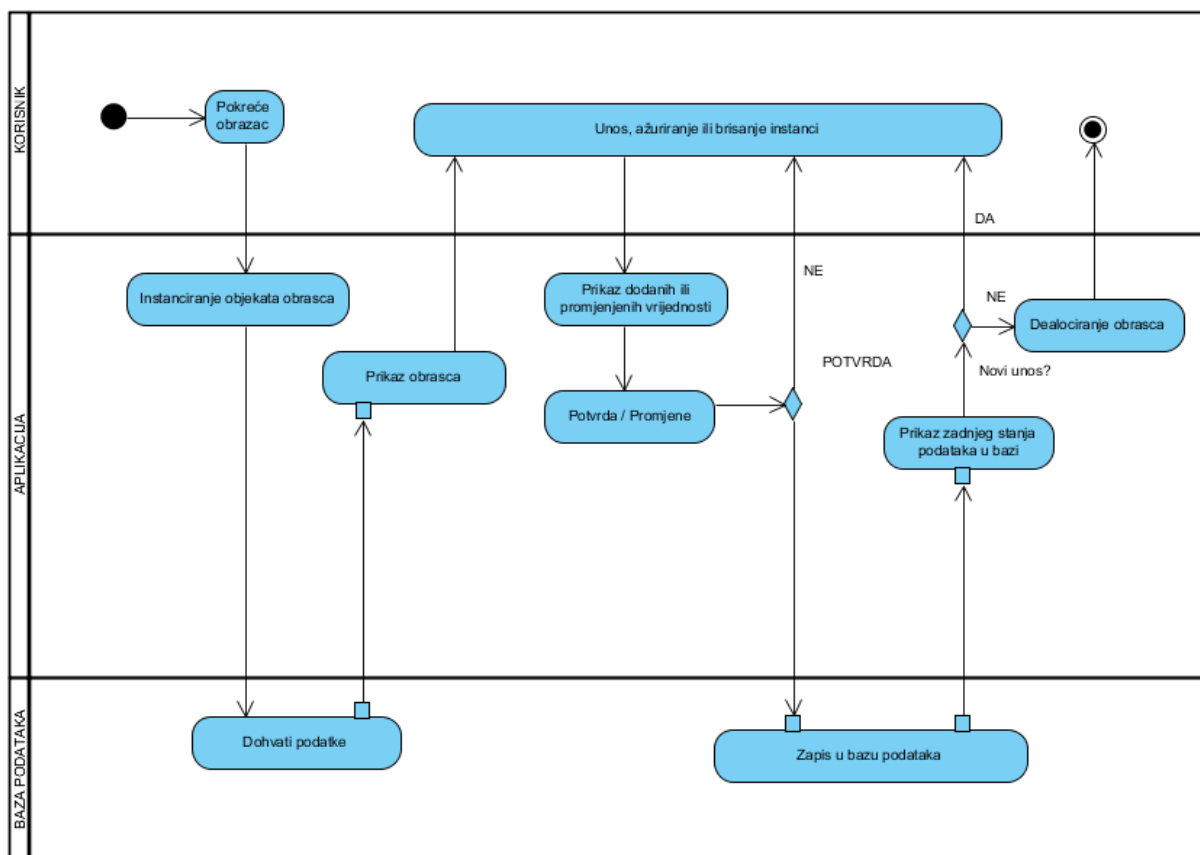 KORISNIK
Pokreće
obrazac
Unos, ažuriranje ili brisanje instanci
DA
APLIKACIJA
Instanciranje objekata obrasca
Prikaz obrasca
Prikaz dodanih ili
promjenjenih vrijednosti
Potvrda / Promjene
NE
POTVRDA
NE
Dealociranje obrasca
Novi unos?
Prikaz zadnjeg stanja
podataka u bazi
BAZA PODATAKA
Dohvati podatke
Zapis u bazu podataka